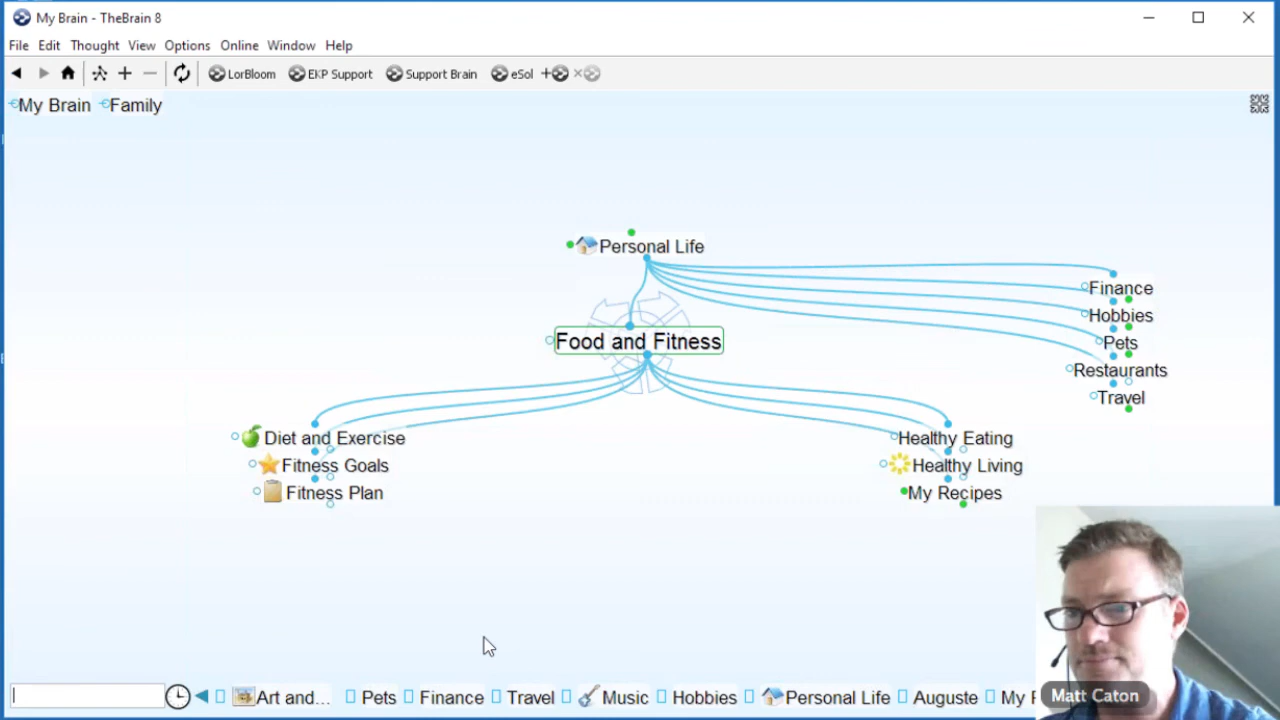 My Brain - TheBrain 8
File Edit Thought View Options Online Window Help
LorBloom EKP Support Support Brain eSol
My Brain Family
Personal Life
Finance
Hobbies
Food and Fitness
Pets
Restaurants
Travel
Diet and Exercise
Healthy Eating
Fitness Goals
Healthy Living
Fitness Plan
My Recipes
Art and... Pets Finance Travel Music Hobbies Personal Life Auguste My
Matt Caton